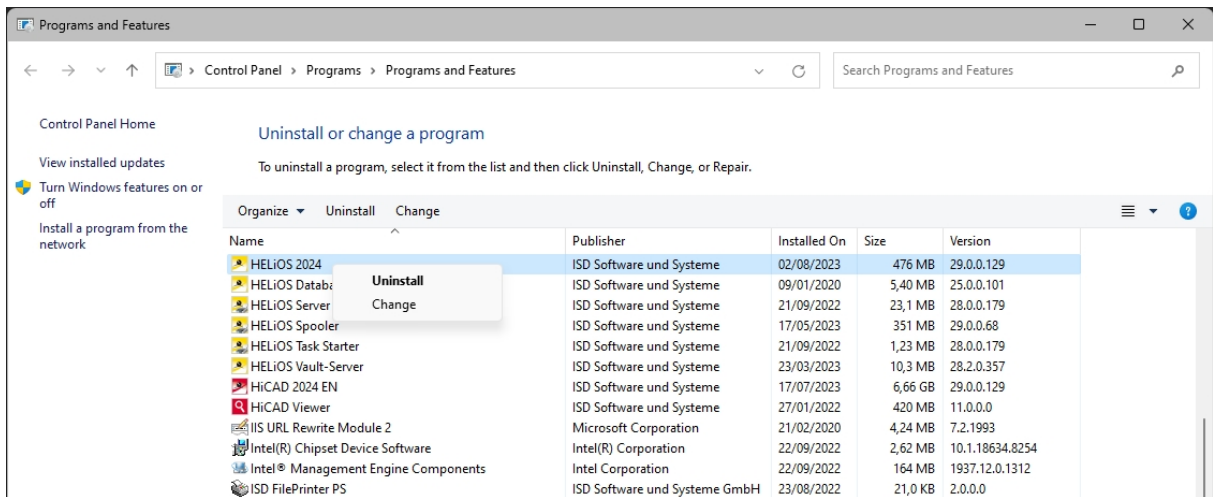 Programs and Features
Control Panel > Programs > Programs and Features
Search Programs and Features
Control Panel Home
View installed updates
Turn Windows features on or
off
Install a program from the
network
Uninstall or change a program
To uninstall a program, select it from the list and then click Uninstall, Change, or Repair.
Organize Uninstall Change
Name Publisher Installed On Size Version
HELiOS 2024 ISD Software und Systeme 02/08/2023 476 MB 29.0.0.129
HELiOS Databa ISD Software und Systeme 09/01/2020 5,40 MB 25.0.0.101
HELiOS Server ISD Software und Systeme 21/09/2022 23,1 MB 28.0.0.179
HELiOS Spooler ISD Software und Systeme 17/05/2023 351 MB 29.0.0.68
HELiOS Task Starter ISD Software und Systeme 21/09/2022 1,23 MB 28.0.0.179
HELiOS Vault-Server ISD Software und Systeme 23/03/2023 10,3 MB 28.2.0.357
HiCAD 2024 EN ISD Software und Systeme 17/07/2023 6,66 GB 29.0.0.129
HiCAD Viewer ISD Software und Systeme 27/01/2022 420 MB 11.0.0.0
IIS URL Rewrite Module 2 Microsoft Corporation 21/02/2020 4,24 MB 7.2.1993
Intel(R) Chipset Device Software Intel(R) Corporation 22/09/2022 2,62 MB 10.1.18634.8254
Intel® Management Engine Components Intel Corporation 22/09/2022 164 MB 1937.12.0.1312
ISD FilePrinter PS ISD Software und Systeme GmbH 23/08/2022 21,0 KB 2.0.0.0
Uninstall
Change